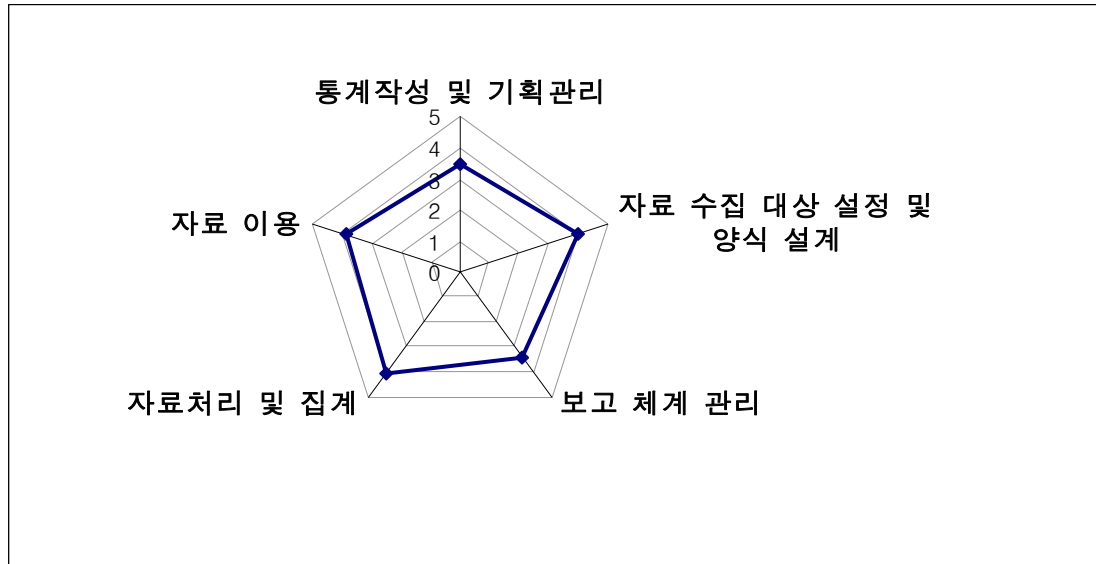 통계작성 및 기획관리
5
4
3
2
1
0
자료 수집 대상 설정 및
양식 설계
자료 이용
자료처리 및 집계
보고 체계 관리